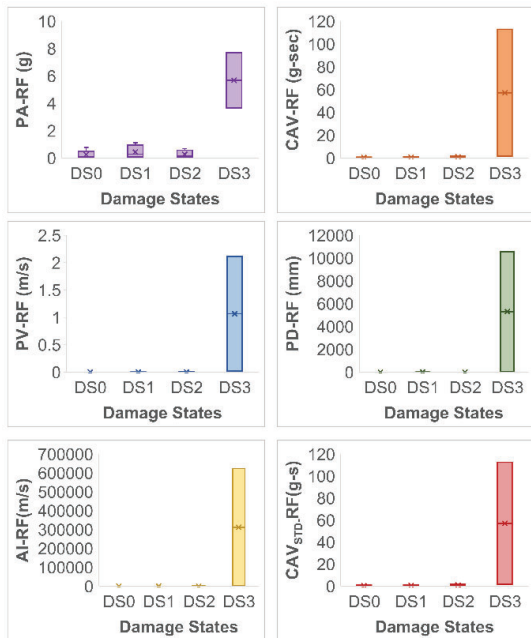 PA-RF (g)
10
8
6
4
2
0
DS0 DS1 DS2 DS3
Damage States
CAV-RF (g-sec)
120
100
80
60
40
20
0
DS0 DS1 DS2 DS3
Damage States
PV-RF (m/s)
2.5
2
1.5
1
0.5
0
DS0 DS1 DS2 DS3
Damage States
PD-RF (mm)
12000
10000
8000
6000
4000
2000
0
DS0 DS1 DS2 DS3
Damage States
AI-RF(m/s)
700000
600000
500000
400000
300000
200000
100000
0
DS0 DS1 DS2 DS3
Damage States
CAVSTD-RF(g-s)
120
100
80
60
40
20
0
DS0 DS1 DS2 DS3
Damage States